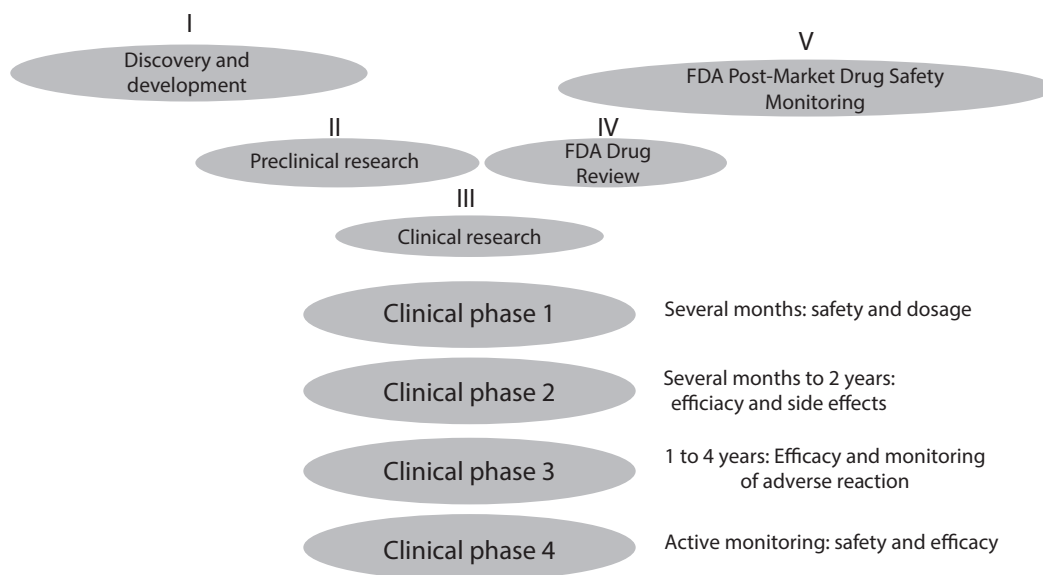 I
Discovery and
development
V
FDA Post-Market Drug Safety
Monitoring
II
Preclinical research
IV
FDA Drug
Review
III
Clinical research
Clinical phase 1
Several months: safety and dosage
Clinical phase 2
Several months to 2 years:
efficiacy and side effects
Clinical phase 3
1 to 4 years: Efficacy and monitoring
of adverse reaction
Clinical phase 4
Active monitoring: safety and efficacy